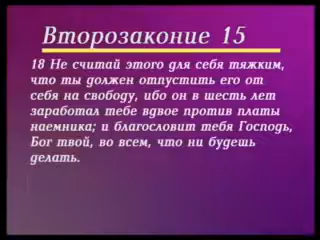 Второзаконие 15
18 Не считай этого для себя тяжким,
что ты должен отпустить его от
себя на свободу, ибо он в шесть лет
заработал тебе вдвое против платы
наемника; и благословит тебя Господь,
Бог твой, во всем, что ни будешь
делать.